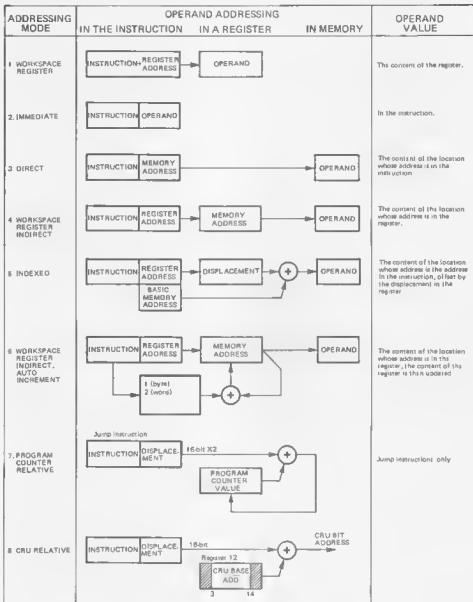 ADDRESSING MODE
OPERAND ADDRESSING
IN THE INSTRUCTION IN A REGISTER IN MEMORY
OPERAND VALUE
1 WORKSPACE REGISTER
INSTRUCTION+ REGISTER ADDRESS
OPERAND
The content of the register.
2. IMMEDIATE
INSTRUCTION OPERAND
In the instruction.
3 DIRECT
INSTRUCTION MEMORY ADDRESS
OPERAND
The content of the location
whose address is in the
instruction
4 WORKSPACE REGISTER INDIRECT
INSTRUCTION REGISTER ADDRESS
MEMORY ADDRESS
OPERAND
The content of the location
whose address is in the
register.
5 INDEXED
INSTRUCTION REGISTER ADDRESS
BASIC MEMORY ADDRESS
DISPLACEMENT
+
OPERAND
The content of the location
whose address is the address
in the instruction, offset by
the displacement in the
register
6 WORKSPACE REGISTER INDIRECT, AUTO INCREMENT
INSTRUCTION REGISTER ADDRESS
MEMORY ADDRESS
OPERAND
1 (byte)
2 (word)
+
The content of the location
whose address is in the
register, the content of the
register is then updated
7. PROGRAM COUNTER RELATIVE
Jump instruction
INSTRUCTION DISPLACE-MENT
16-bit X2
+
PROGRAM COUNTER VALUE
Jump instructions only
8 CRU RELATIVE
INSTRUCTION DISPLACE-MENT
16-bit
+
CRU BIT ADDRESS
Register 12
CRU BASE ADD
3 14